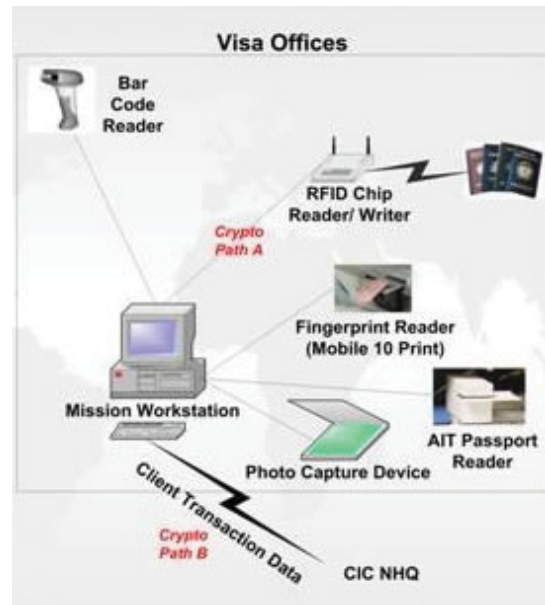 Visa Offices
Bar
Code
Reader
RFID Chip
Reader/ Writer
Crypto
Path A
Fingerprint Reader
(Mobile 10 Print)
Mission Workstation
AIT Passport
Reader
Photo Capture Device
Client Transaction Data
Crypto
Path B
CIC NHQ